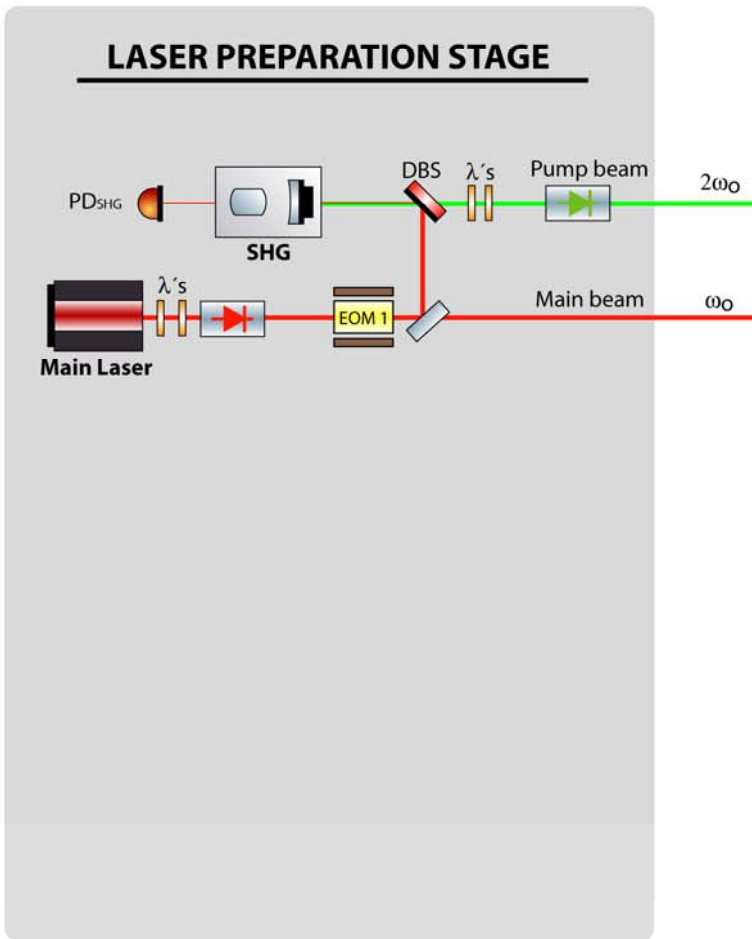 LASER PREPARATION STAGE
DBS
λ´s
Pump beam
2ωo
PDSHG
SHG
λ´s
EOM 1
Main beam
ωo
Main Laser